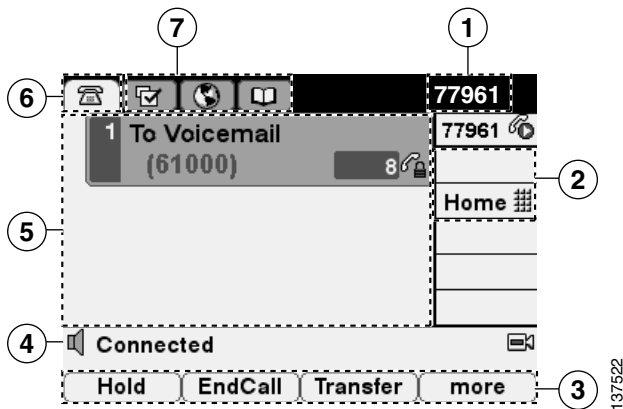 7
1
6
77961
77961
1 To Voicemail
(61000) 8
2
Home
5
4
Connected
Hold EndCall Transfer more
3
137522